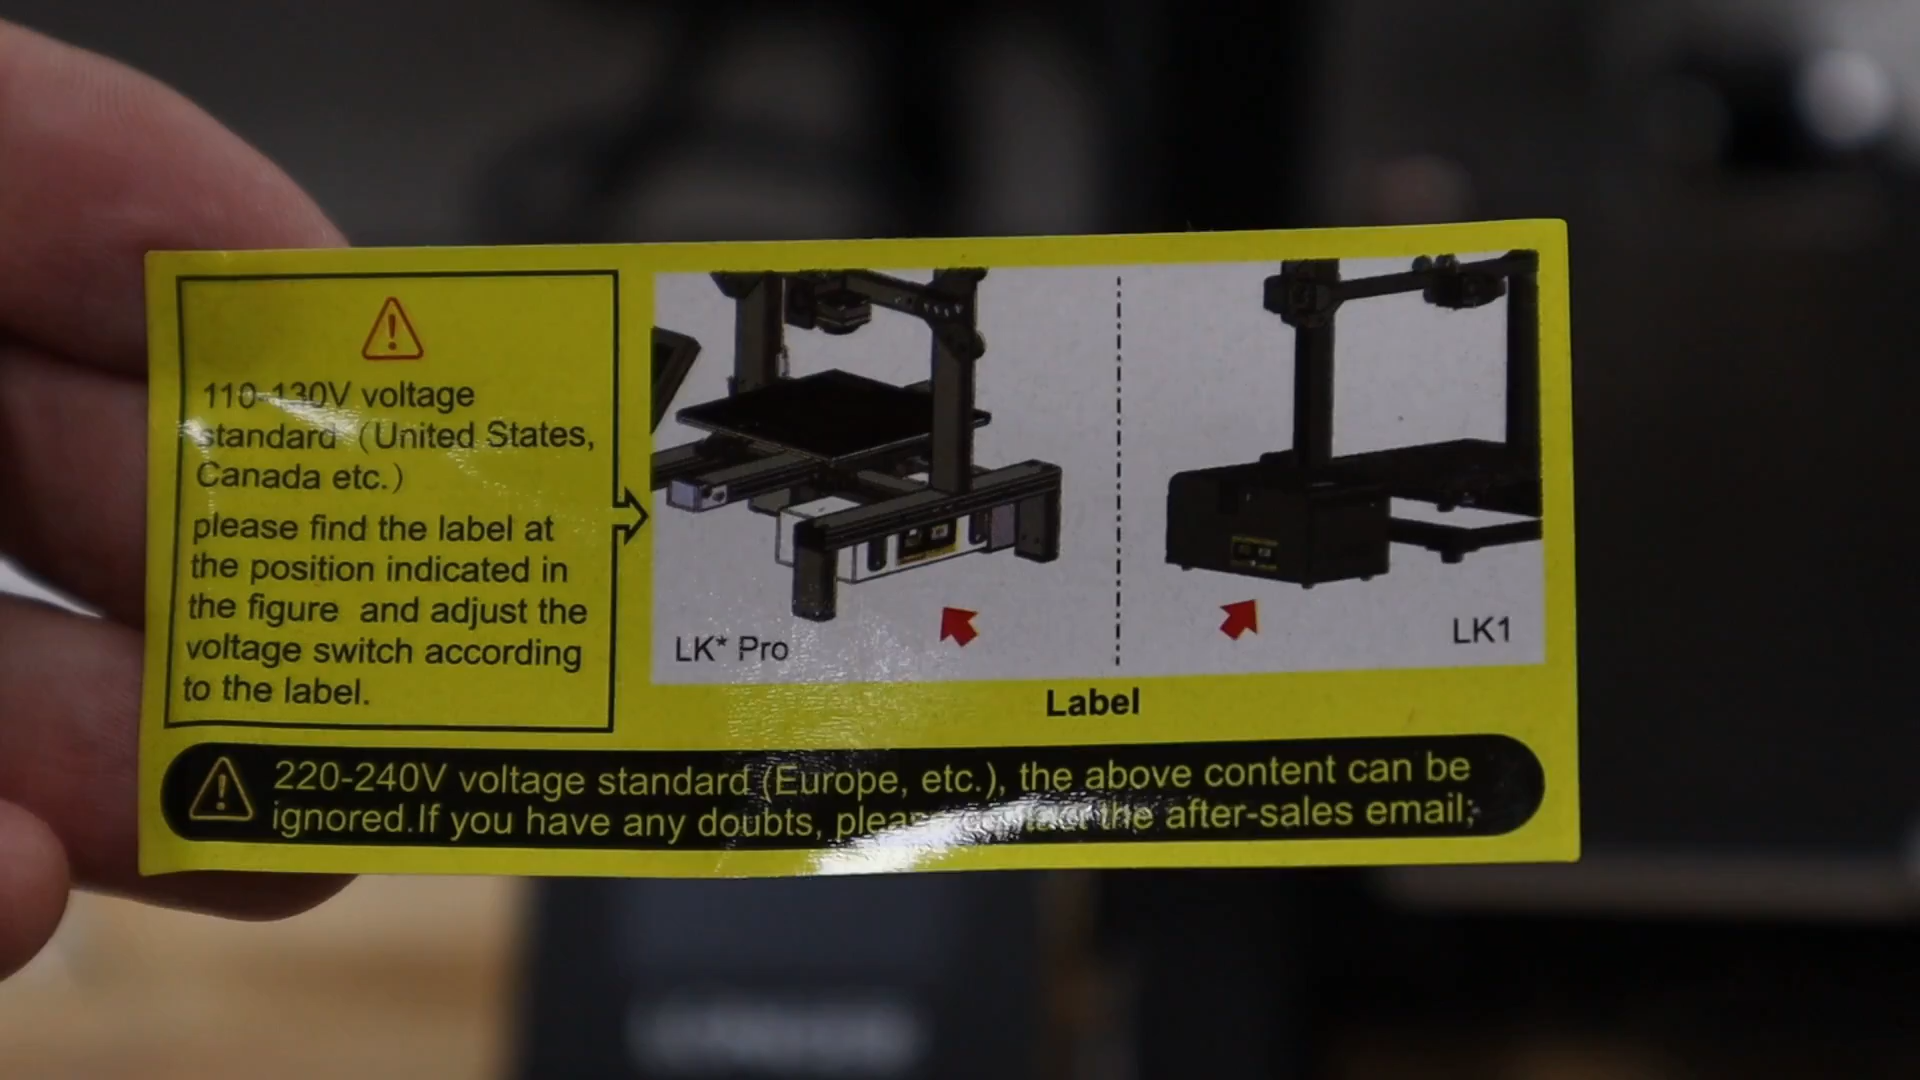 110-130V voltage
standard（United States,
Canada etc.）
please find the label at
the position indicated in
the figure and adjust the
voltage switch according
to the label.
LK* Pro
LK1
Label
220-240V voltage standard (Europe, etc.), the above content can be
ignored.If you have any doubts, the after-sales email;